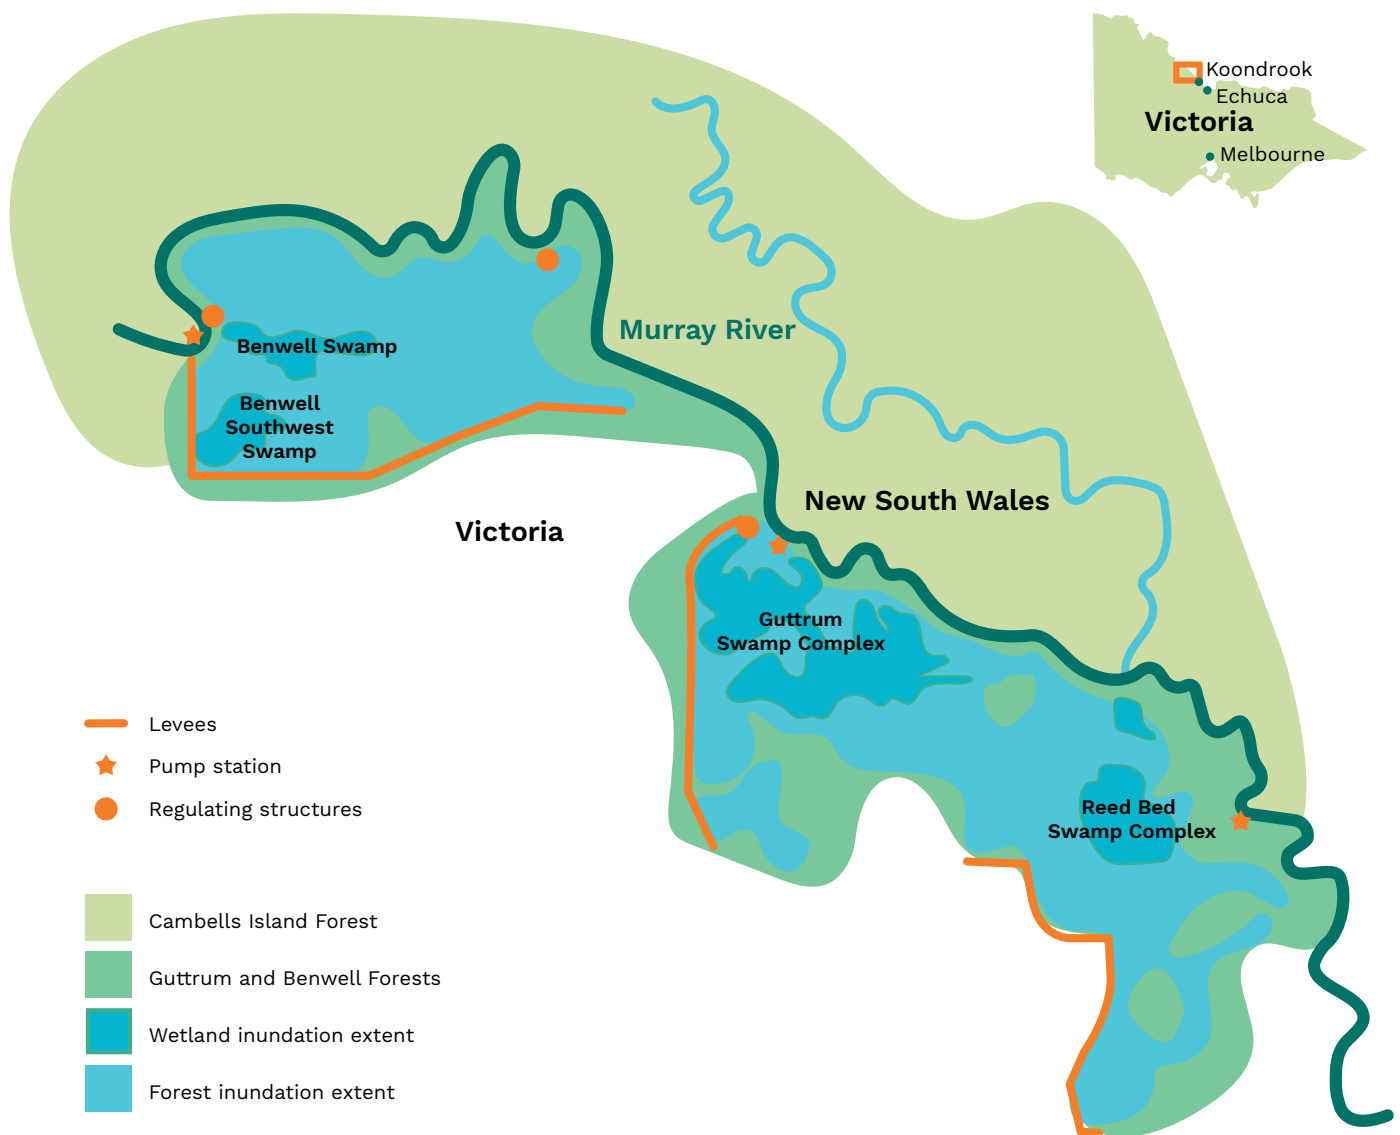 Koondrook
Echuca
Victoria
Melbourne
Murray River
Benwell Swamp
Benwell
Southwest
Swamp
New South Wales
Victoria
Guttrum
Swamp Complex
Reed Bed
Swamp Complex
Levees
Pump station
Regulating structures
Cambells Island Forest
Guttrum and Benwell Forests
Wetland inundation extent
Forest inundation extent